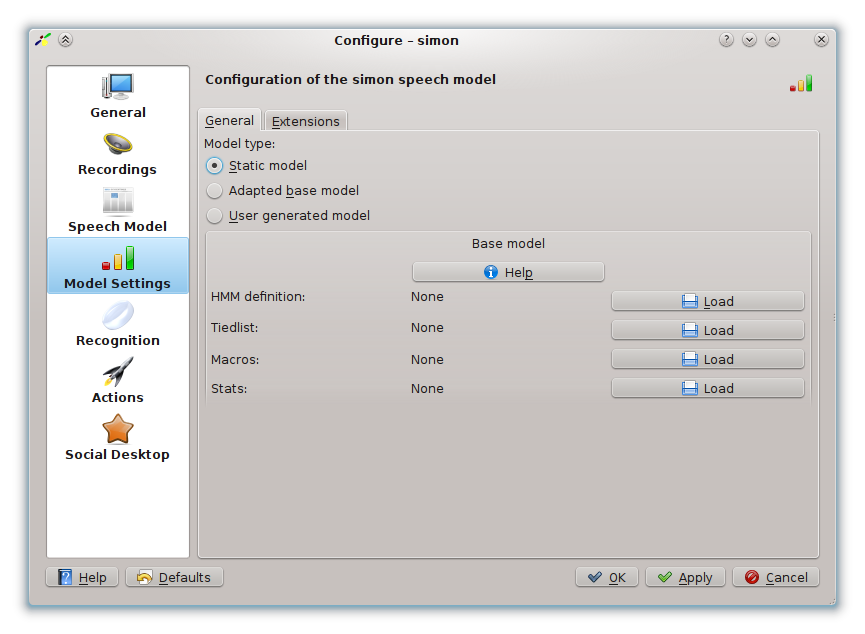 Configure – simon
General
Recordings
Speech Model
Model Settings
Recognition
Actions
Social Desktop
Configuration of the simon speech model
General Extensions
Model type:
Static model
Adapted base model
User generated model
Base model
Help
HMM definition: None Load
Tiedlist: None Load
Macros: None Load
Stats: None Load
Help Defaults OK Apply Cancel